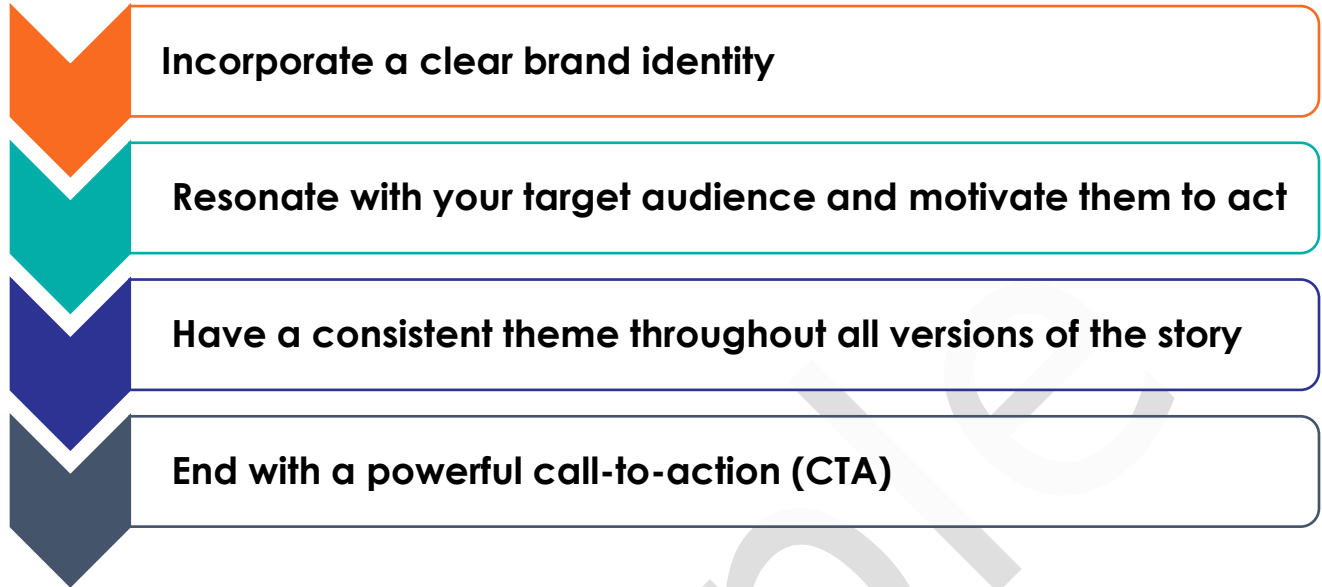 Incorporate a clear brand identity
Resonate with your target audience and motivate them to act
Have a consistent theme throughout all versions of the story
End with a powerful call-to-action (CTA)
ple